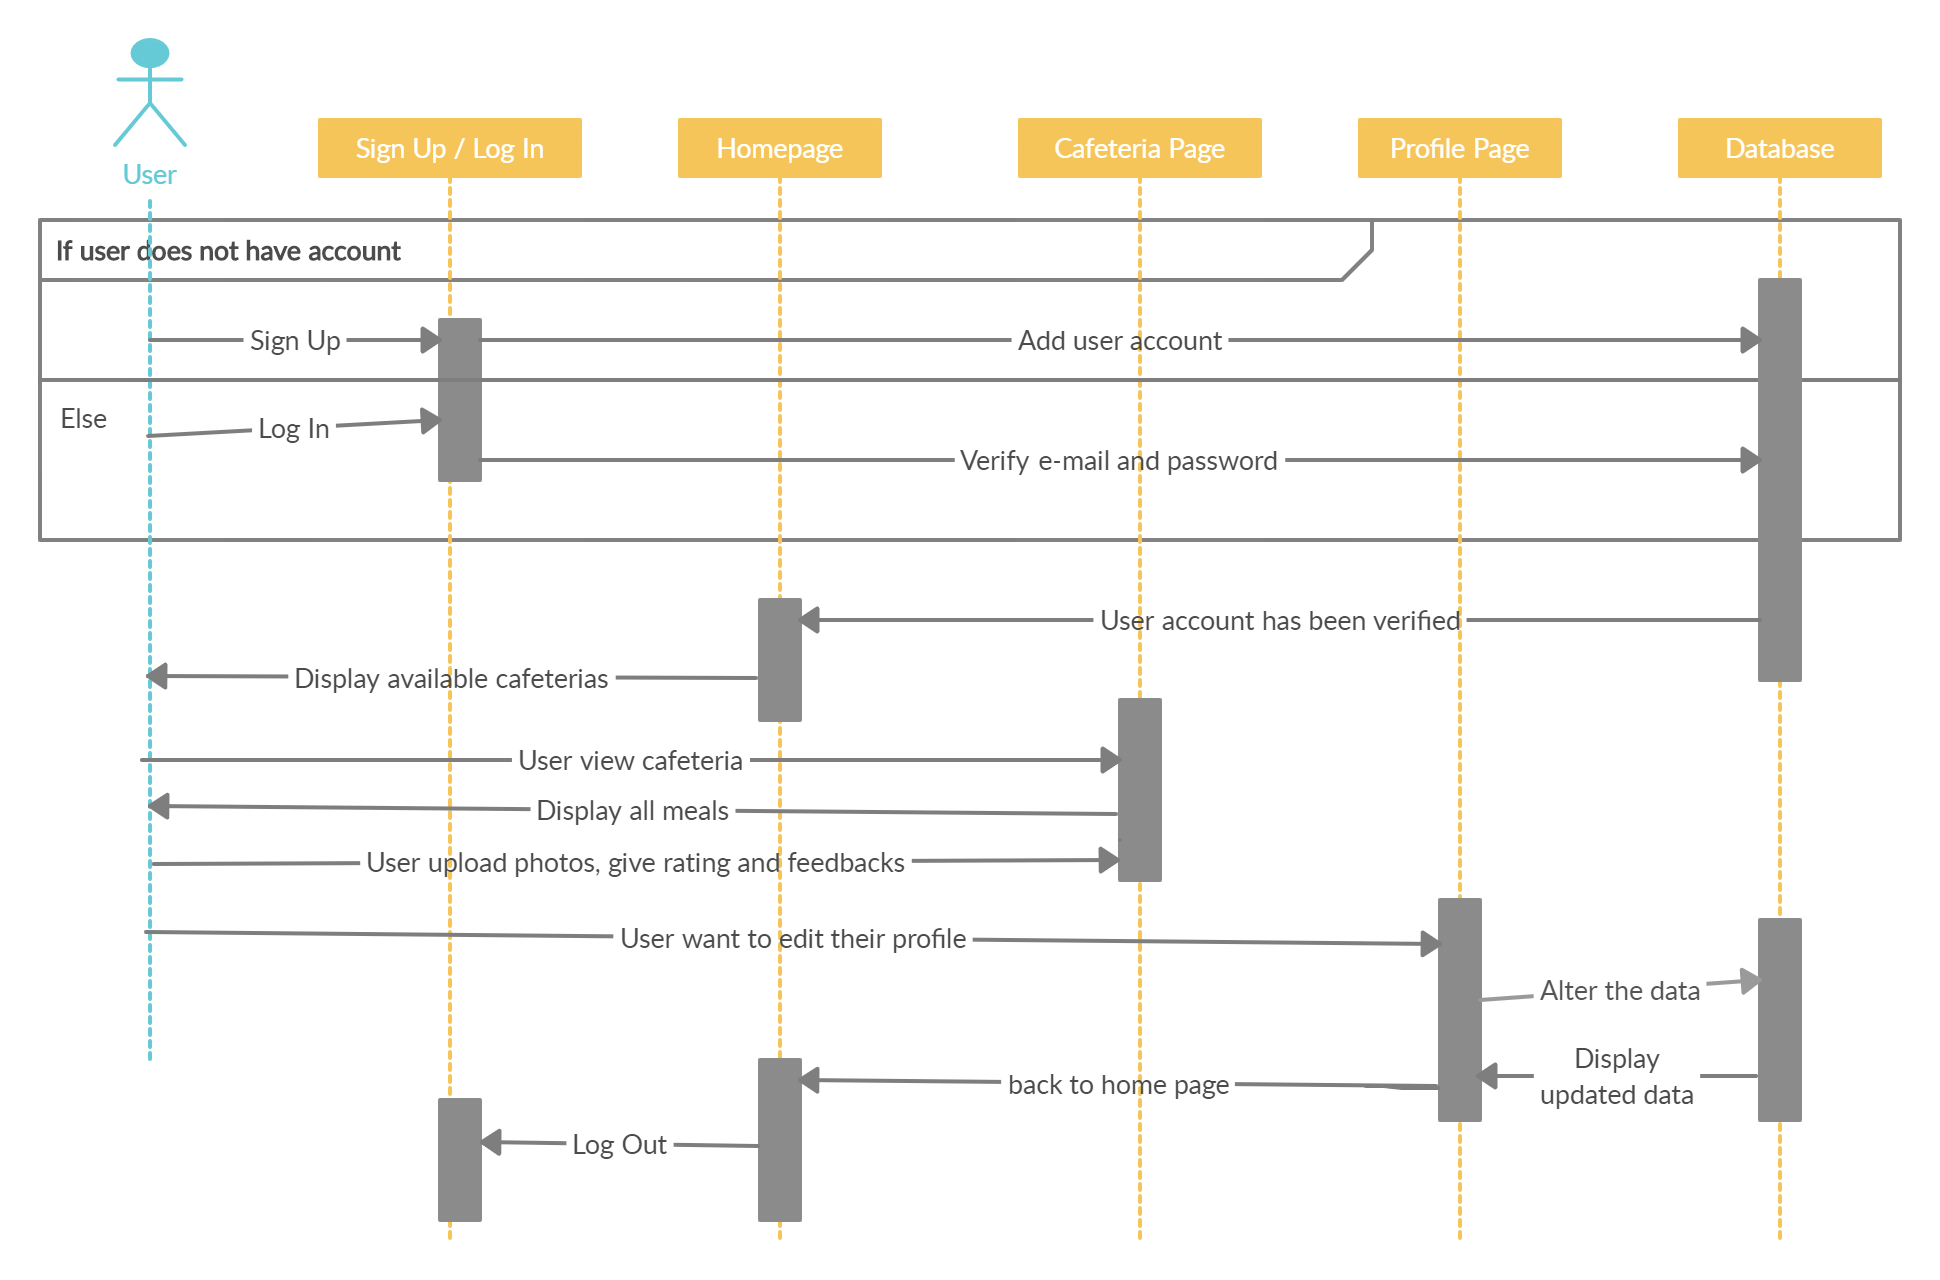 User
Sign Up / Log In
Homepage
Cafeteria Page
Profile Page
Database
If user does not have account
Sign Up
Add user account
Else
Log In
Verify e-mail and password
User account has been verified
Display available cafeterias
User view cafeteria
Display all meals
User upload photos, give rating and feedbacks
User want to edit their profile
Alter the data
Display
updated data
back to home page
Log Out